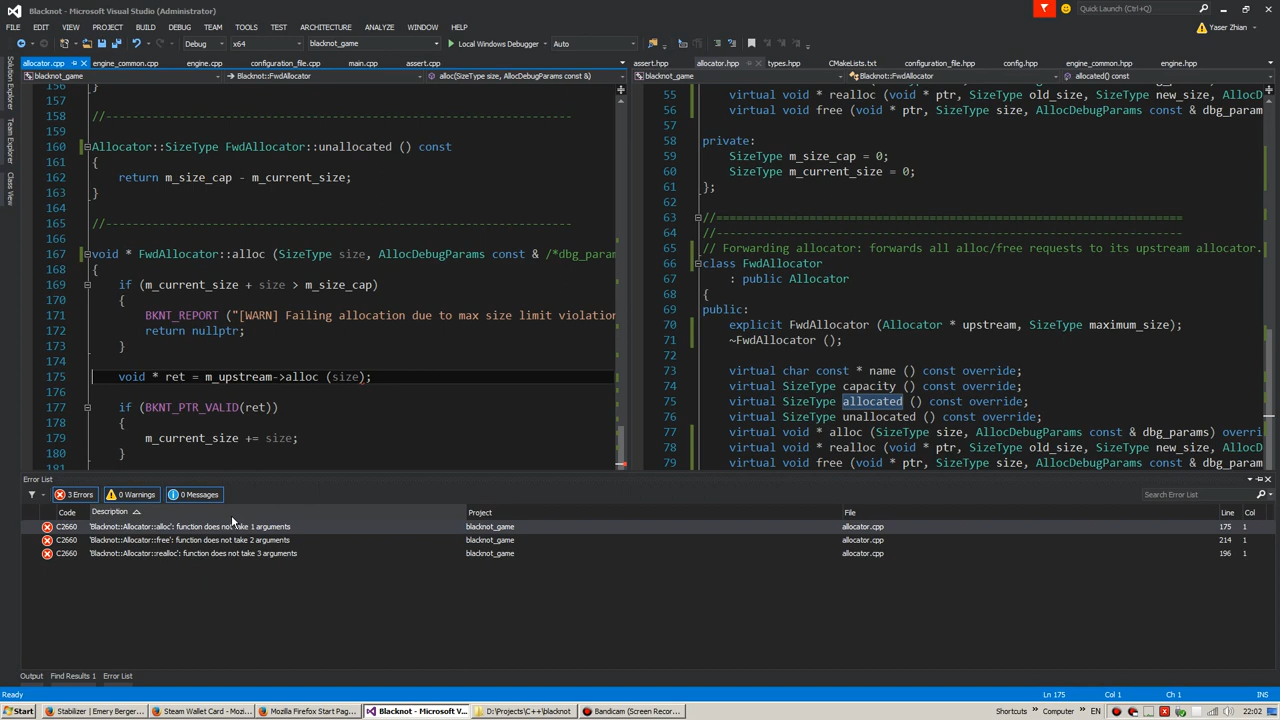 Blacknot - Microsoft Visual Studio (Administrator)
Quick Launch (Ctrl+Q)
FILE EDIT VIEW PROJECT BUILD DEBUG TEAM TOOLS TEST ARCHITECTURE ANALYZE WINDOW HELP
Yaser Zhian
Debug x64 blacknot_game Local Windows Debugger Auto
allocator.cpp engine_common.cpp engine.cpp configuration_file.cpp main.cpp assert.cpp
assert.hpp allocator.hpp types.hpp CMakeLists.txt configuration_file.hpp config.hpp engine_common.hpp engine.hpp
blacknot_game Blacknot::FwdAllocator alloc(SizeType size, AllocDebugParams const &)
blacknot_game Blacknot::FwdAllocator allocated() const
Solution Explorer
Team Explorer
Class View
156 }
157
158 //----------------------------------------------------------------------
159
160 Allocator::SizeType FwdAllocator::unallocated () const
161 {
162 return m_size_cap - m_current_size;
163 }
164
165 //----------------------------------------------------------------------
166
167 void * FwdAllocator::alloc (SizeType size, AllocDebugParams const & /*dbg_param
168 {
169 if (m_current_size + size > m_size_cap)
170 {
171 BKNT_REPORT ("[WARN] Failing allocation due to max size limit violation
172 return nullptr;
173 }
174
175 void * ret = m_upstream->alloc (size);
176
177 if (BKNT_PTR_VALID(ret))
178 {
179 m_current_size += size;
180 }
181
55 virtual void * realloc (void * ptr, SizeType old_size, SizeType new_size, AllocD
56 virtual void free (void * ptr, SizeType size, AllocDebugParams const & dbg_param
57
58 private:
59 SizeType m_size_cap = 0;
60 SizeType m_current_size = 0;
61 };
62
63 //======================================================================
64 //----------------------------------------------------------------------
65 // Forwarding allocator: forwards all alloc/free requests to its upstream allocator.
66 class FwdAllocator
67 : public Allocator
68 {
69 public:
70 explicit FwdAllocator (Allocator * upstream, SizeType maximum_size);
71 ~FwdAllocator ();
72
73 virtual char const * name () const override;
74 virtual SizeType capacity () const override;
75 virtual SizeType allocated () const override;
76 virtual SizeType unallocated () const override;
77 virtual void * alloc (SizeType size, AllocDebugParams const & dbg_params) overri
78 virtual void * realloc (void * ptr, SizeType old_size, SizeType new_size, AllocD
79 virtual void free (void * ptr, SizeType size, AllocDebugParams const & dbg_param
Error List
3 Errors 0 Warnings 0 Messages
Search Error List
Code Description Project File Line Col
C2660 'Blacknot::Allocator::alloc': function does not take 1 arguments blacknot_game allocator.cpp 175 1
C2660 'Blacknot::Allocator::free': function does not take 2 arguments blacknot_game allocator.cpp 214 1
C2660 'Blacknot::Allocator::realloc': function does not take 3 arguments blacknot_game allocator.cpp 196 1
Output Find Results 1 Error List
Ready Ln 175 Col 1 Ch 1 INS
Start Stabilizer | Emery Berger... Steam Wallet Card - Mozi... Mozilla Firefox Start Pag... Blacknot - Microsoft V... D:\Projects\C++\blacknot Bandicam (Screen Recor... Shortcuts » Computer » EN 22:02